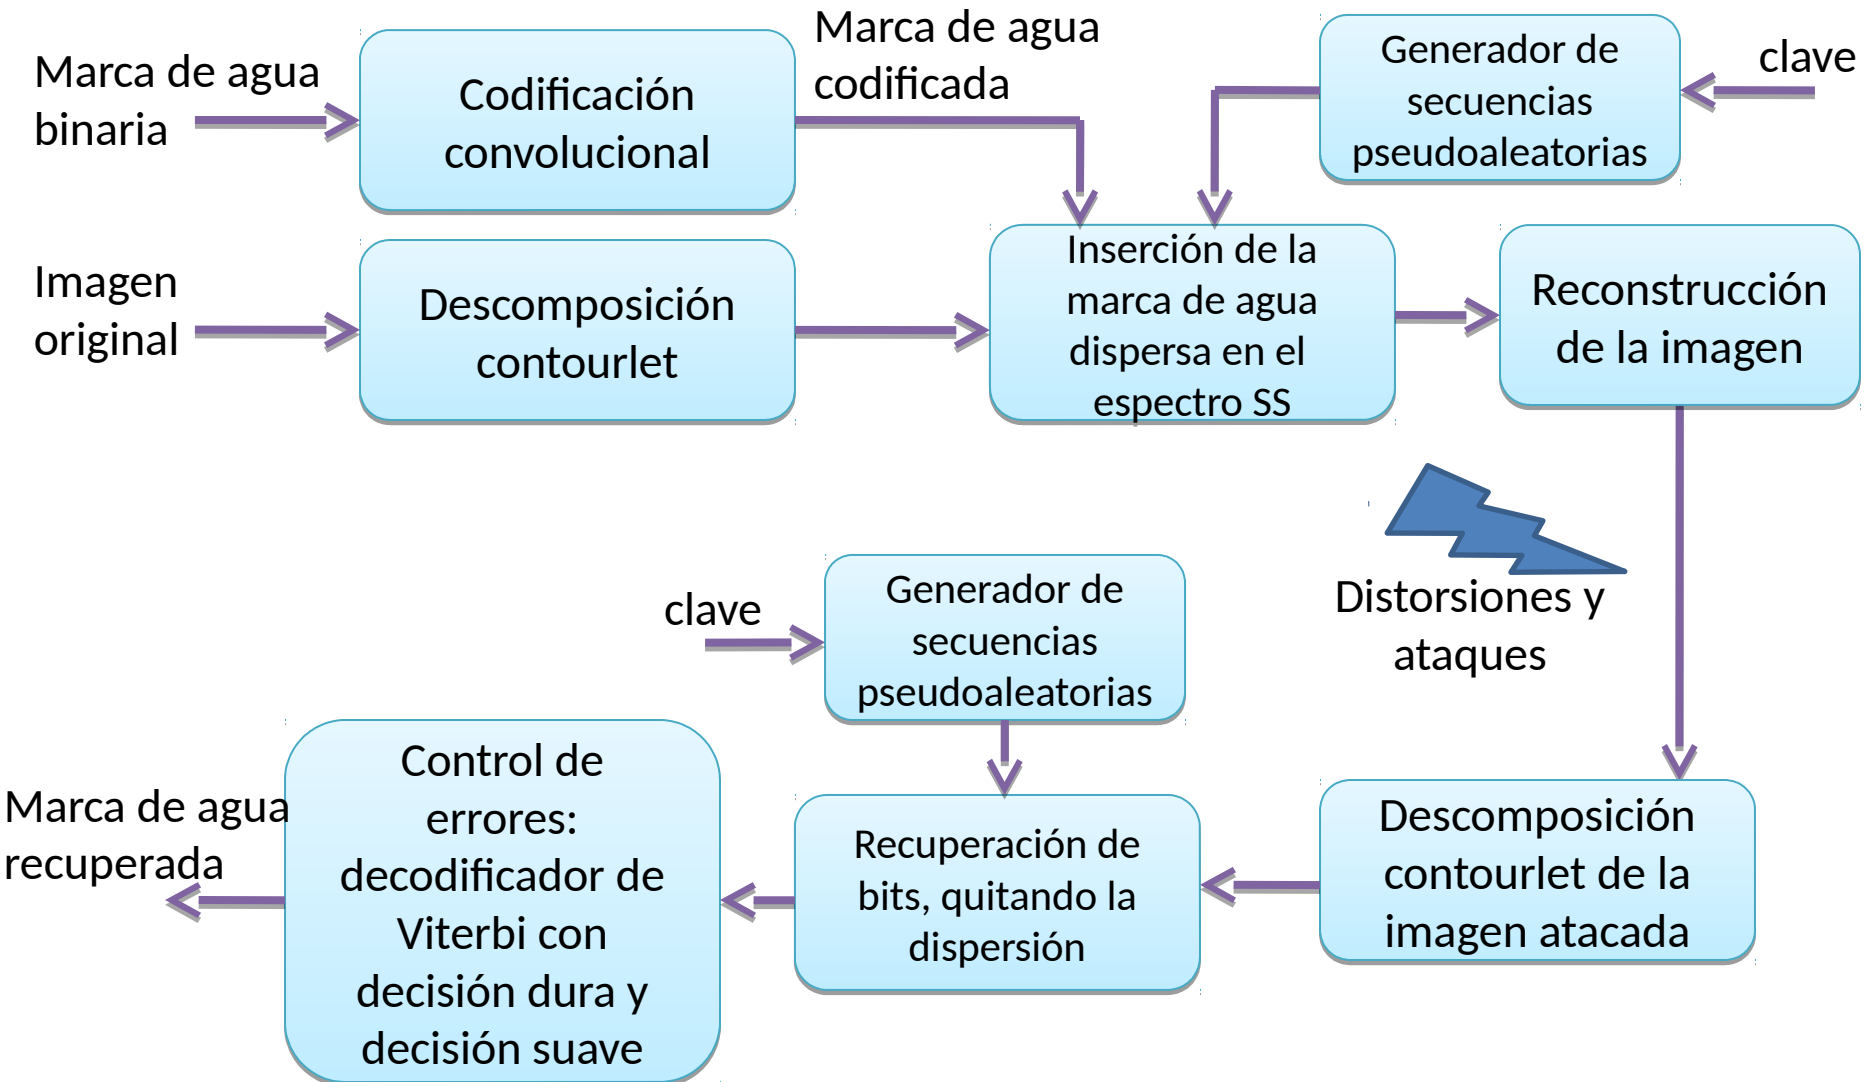 Marca de agua
binaria
Codificación
convolucional
Marca de agua
codificada
Generador de
secuencias
pseudoaleatorias
clave
Imagen
original
Descomposición
contourlet
Inserción de la
marca de agua
dispersa en el
espectro SS
Reconstrucción
de la imagen
Distorsiones y
ataques
clave
Generador de
secuencias
pseudoaleatorias
Marca de agua
recuperada
Control de
errores:
decodificador de
Viterbi con
decisión dura y
decisión suave
Recuperación de
bits, quitando la
dispersión
Descomposición
contourlet de la
imagen atacada